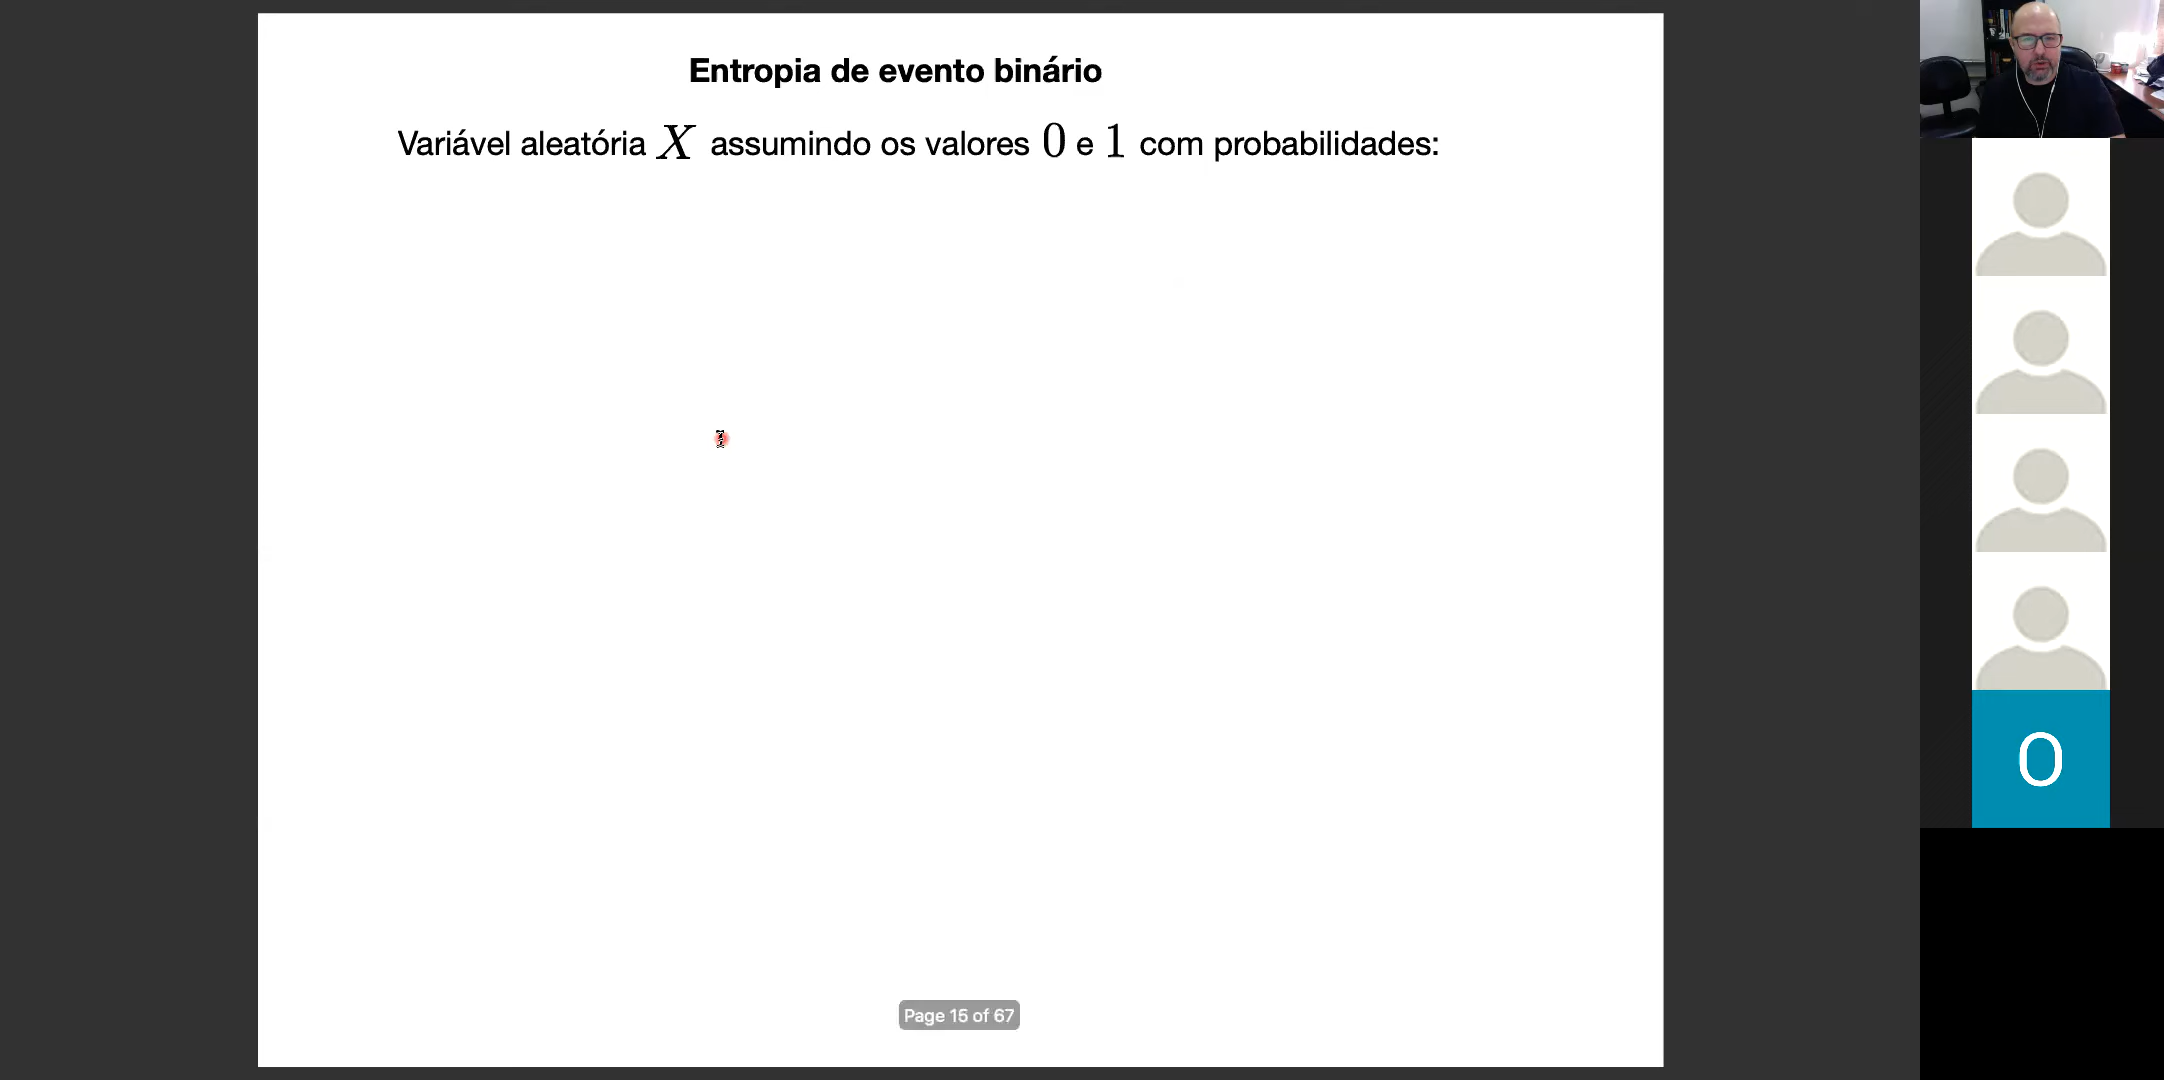 Entropia de evento binário
Variável aleatória X assumindo os valores 0 e 1 com probabilidades:
Page 15 of 67
O